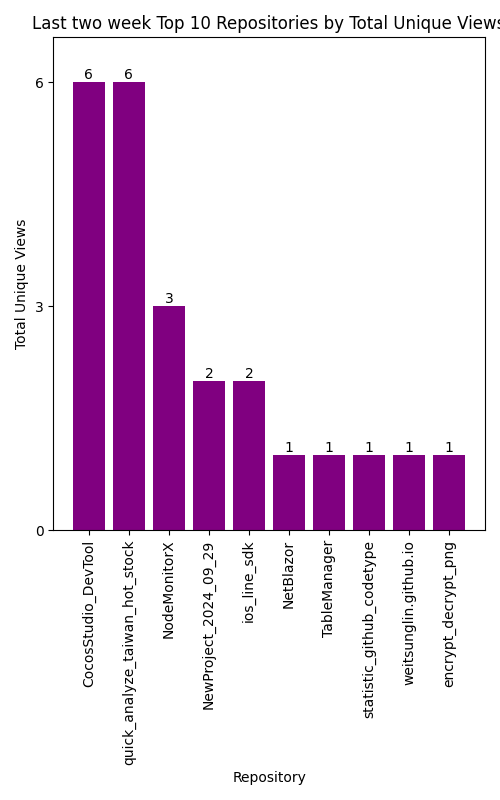 Last two week Top 10 Repositories by Total Unique Views
6
3
0
Total Unique Views
6
6
3
2
2
1
1
1
1
1
CocosStudio_DevTool
quick_analyze_taiwan_hot_stock
NodeMonitorX
NewProject_2024_09_29
ios_line_sdk
NetBlazor
TableManager
statistic_github_codetype
weitsunglin.github.io
encrypt_decrypt_png
Repository